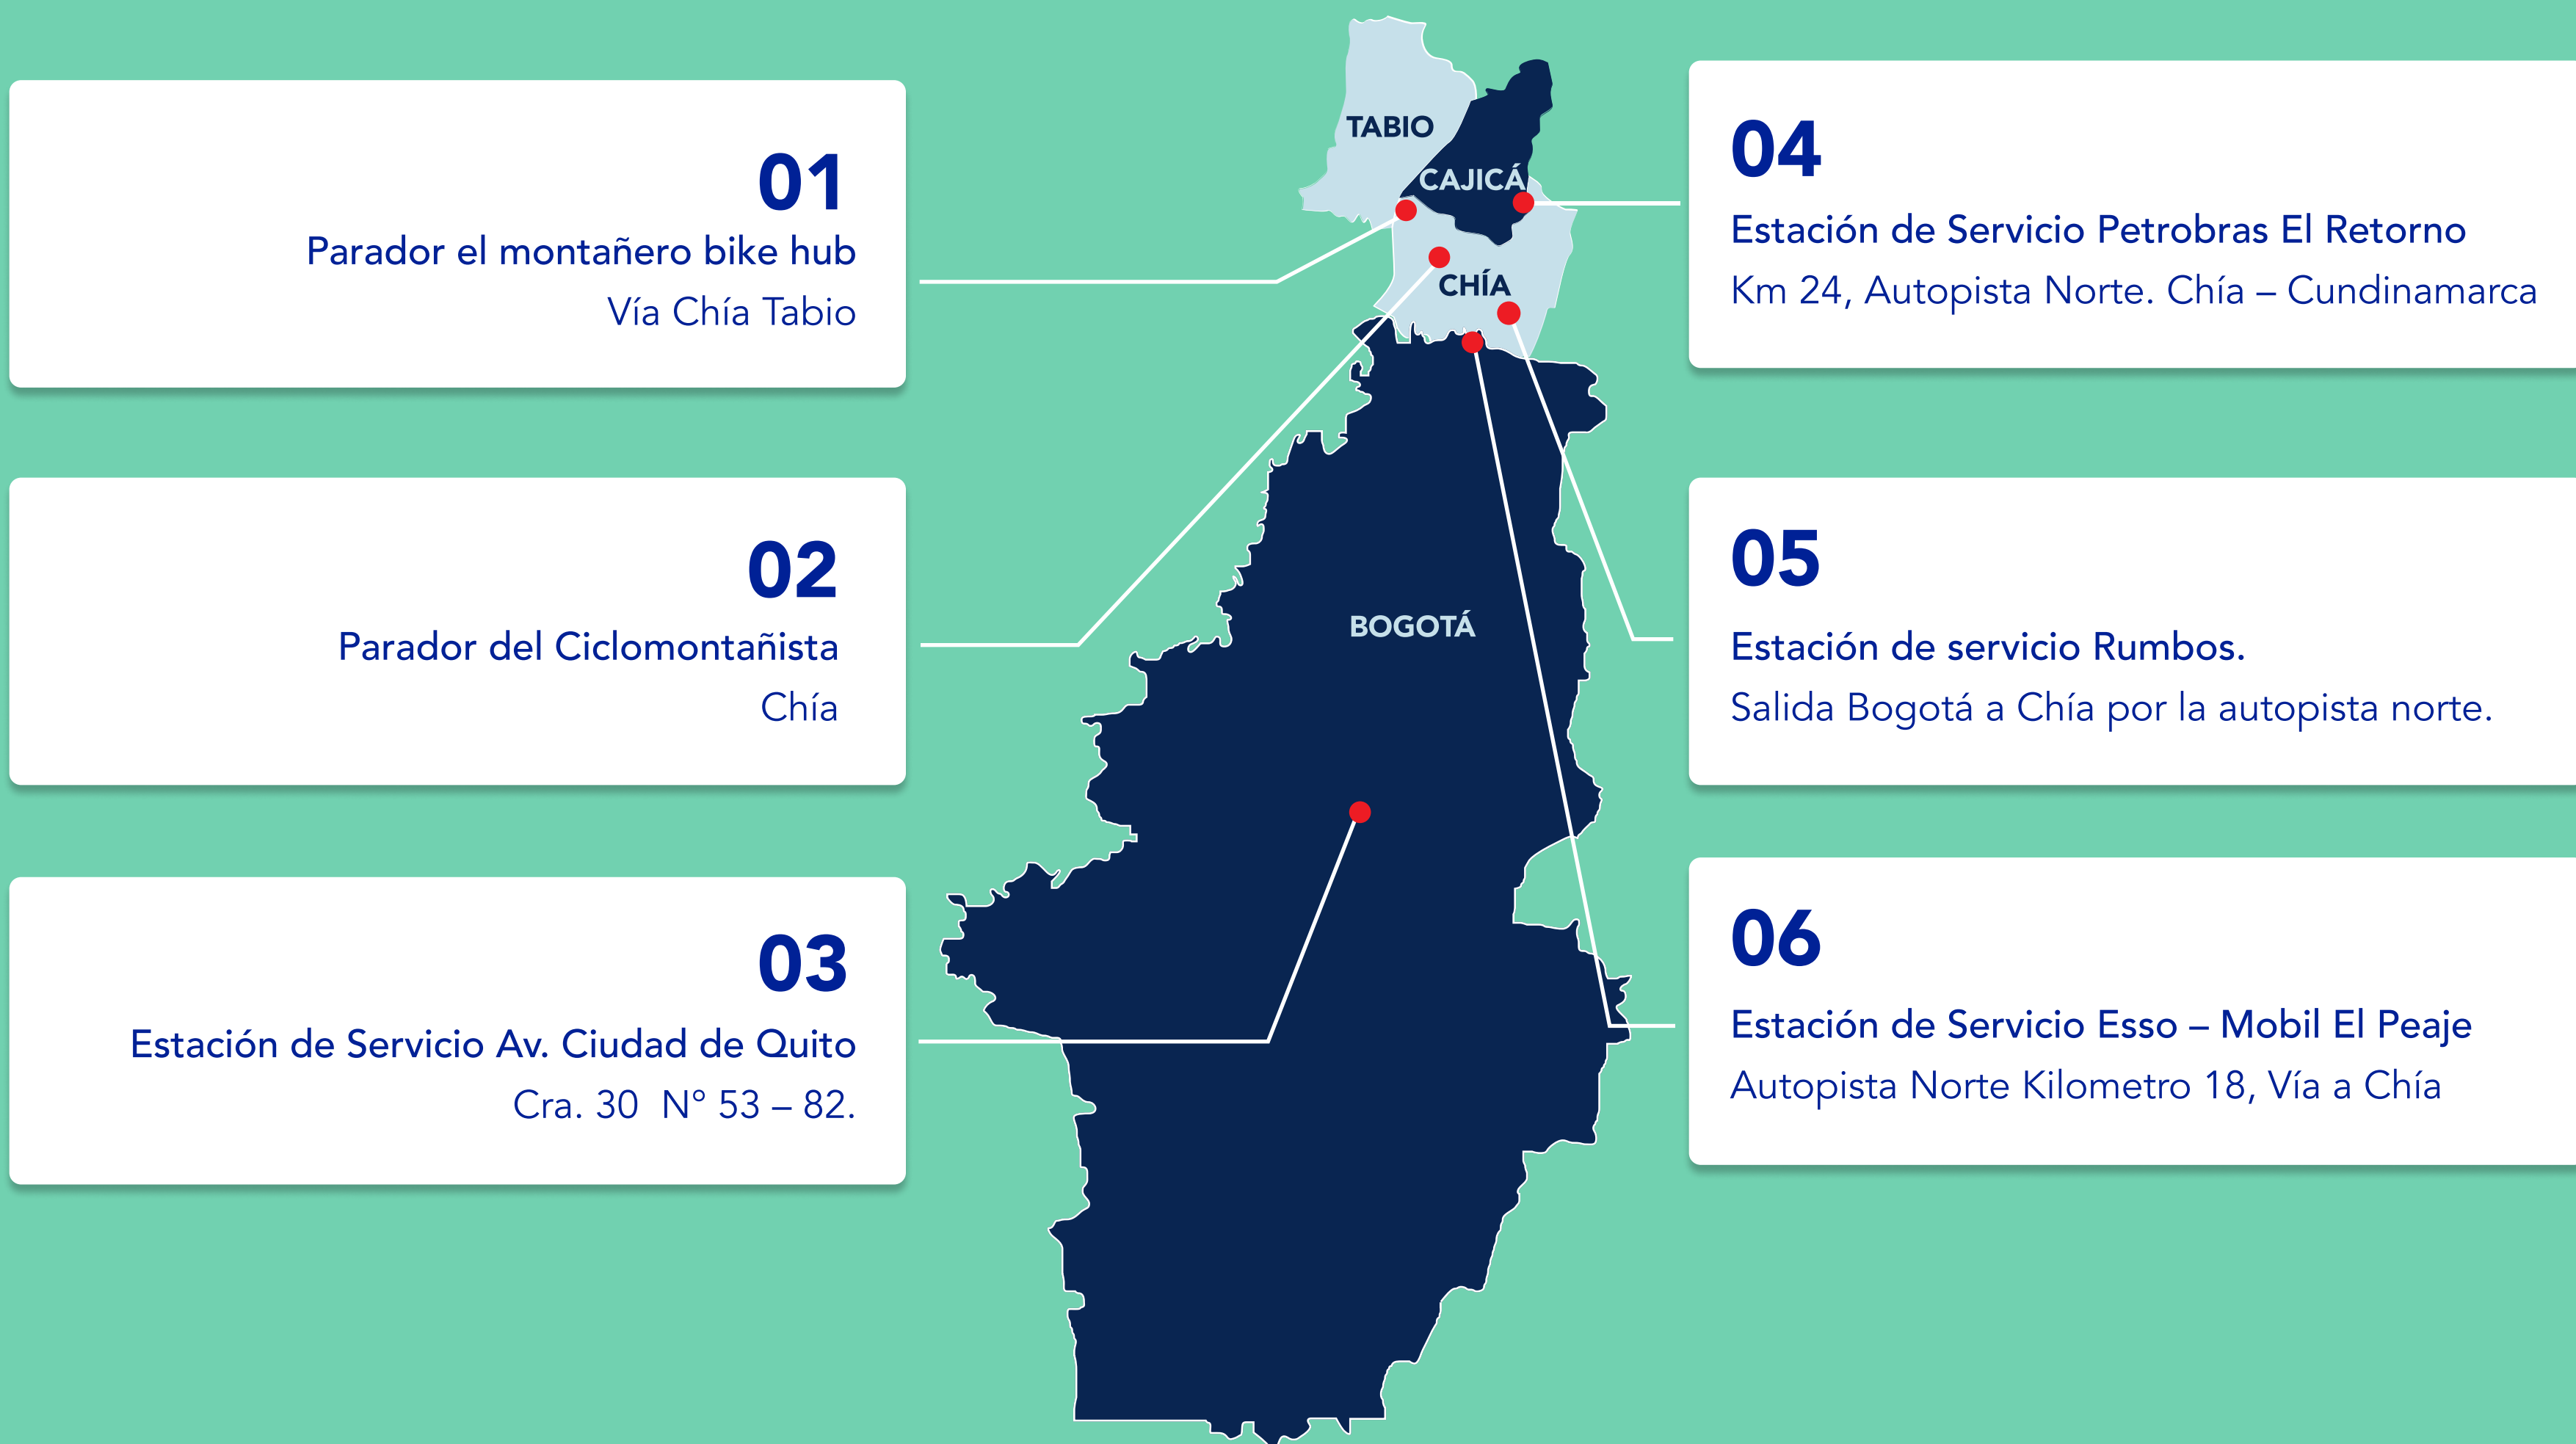 01
Parador el montañero bike hub
Vía Chía Tabio
02
Parador del Ciclomontañista
Chía
03
Estación de Servicio Av. Ciudad de Quito
Cra. 30 N° 53 – 82.
TABIO
CAJICÁ
CHÍA
BOGOTÁ
04
Estación de Servicio Petrobras El Retorno
Km 24, Autopista Norte. Chía – Cundinamarca
05
Estación de servicio Rumbos.
Salida Bogotá a Chía por la autopista norte.
06
Estación de Servicio Esso – Mobil El Peaje
Autopista Norte Kilometro 18, Vía a Chía